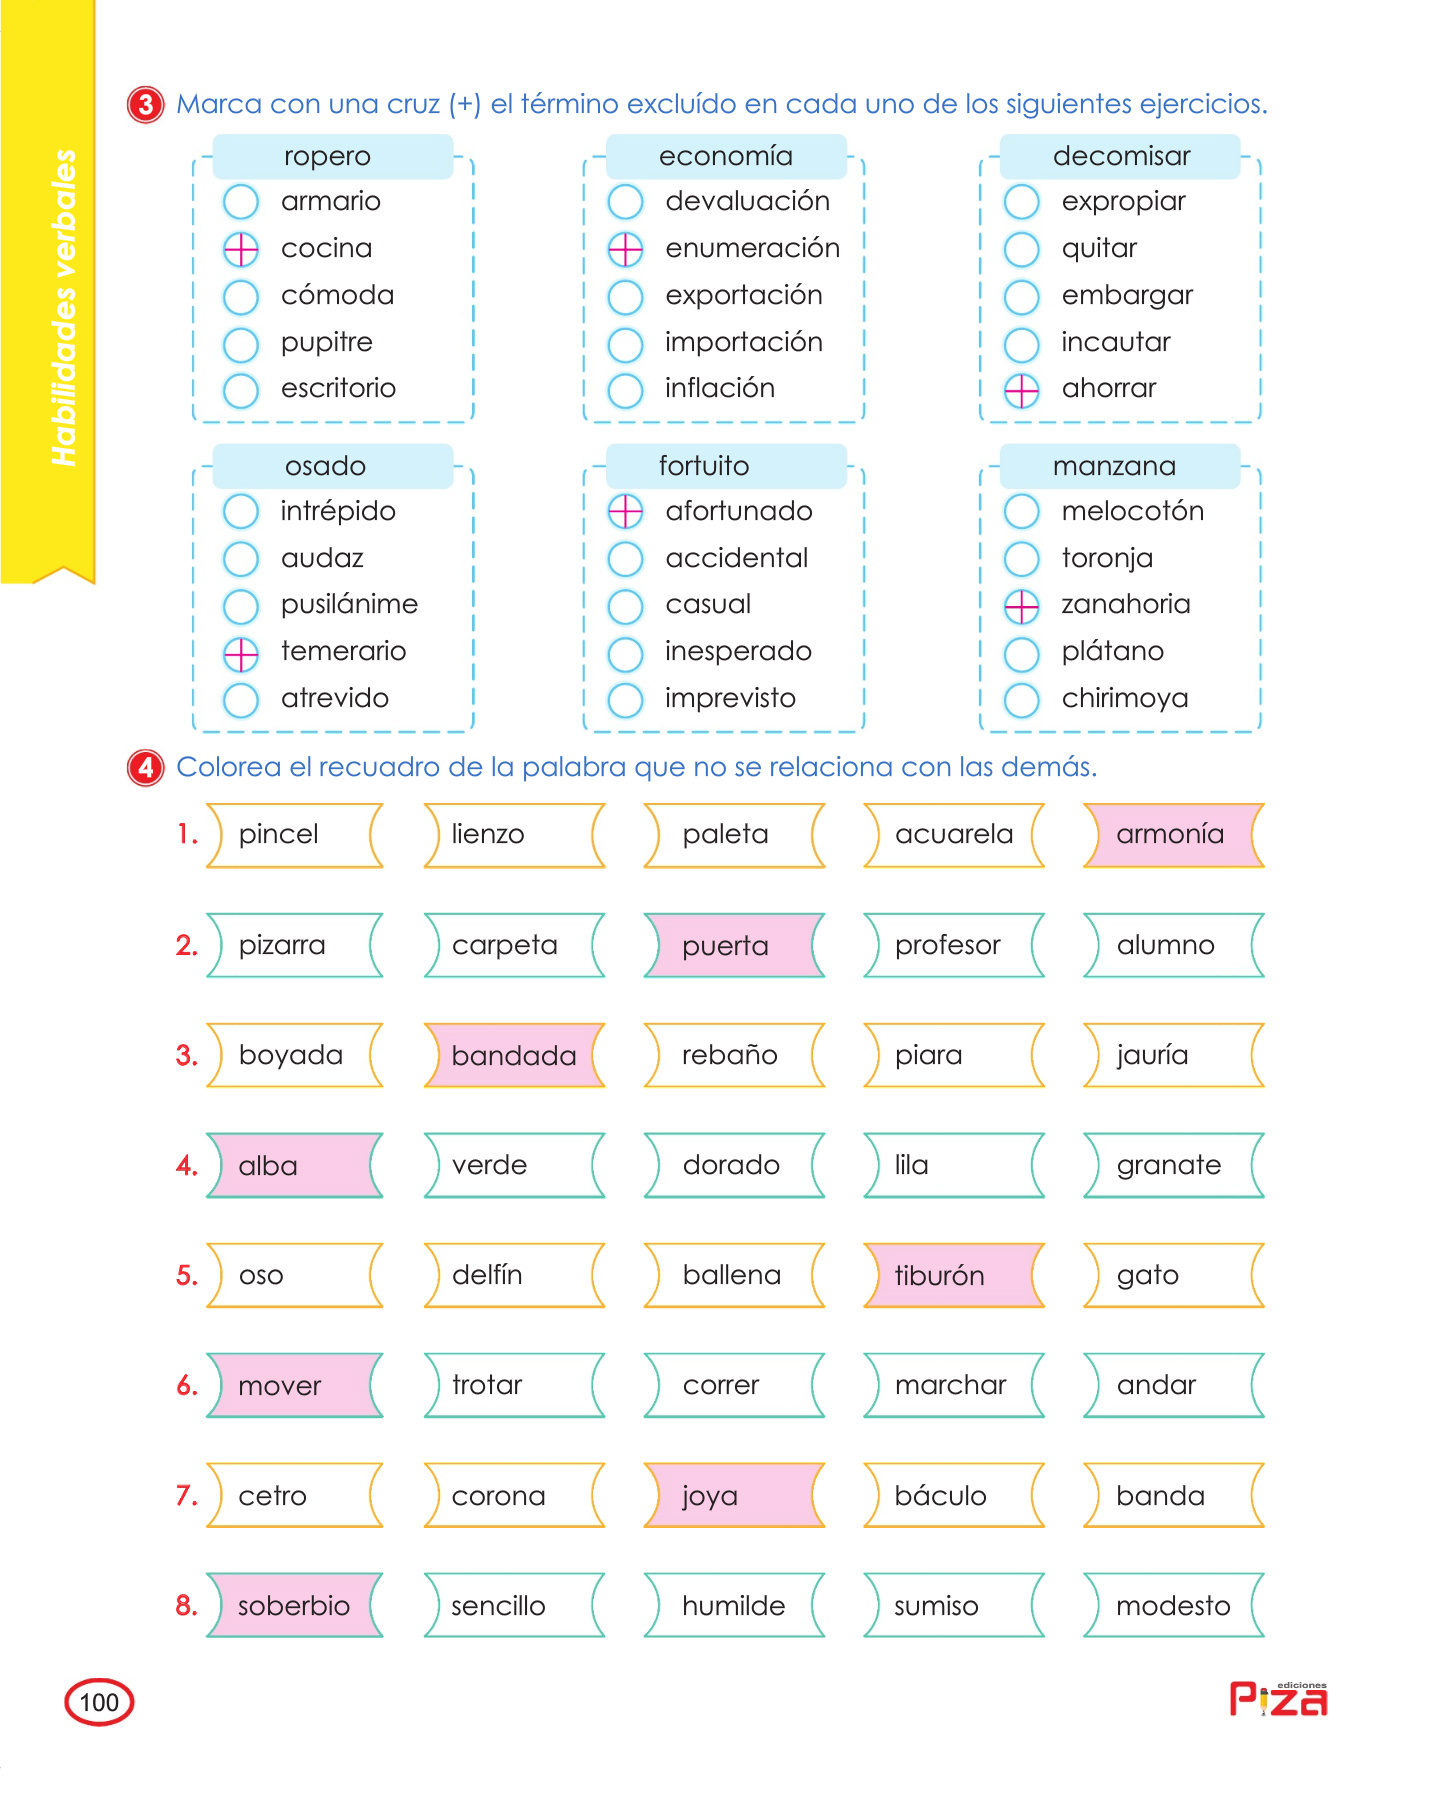 Habilidades verbales
3 Marca con una cruz (+) el término excluído en cada uno de los siguientes ejercicios.
ropero
armario
cocina
cómoda
pupitre
escritorio
economía
devaluación
enumeración
exportación
importación
inflación
decomisar
expropiar
quitar
embargar
incautar
ahorrar
osado
intrépido
audaz
pusilánime
temerario
atrevido
fortuito
afortunado
accidental
casual
inesperado
imprevisto
manzana
melocotón
toronja
zanahoria
plátano
chirimoya
4 Colorea el recuadro de la palabra que no se relaciona con las demás.
1. pincel lienzo paleta acuarela armonía
2. pizarra carpeta puerta profesor alumno
3. boyada bandada rebaño piara jauría
4. alba verde dorado lila granate
5. oso delfín ballena tiburón gato
6. mover trotar correr marchar andar
7. cetro corona joya báculo banda
8. soberbio sencillo humilde sumiso modesto
100
ediciones
Piza